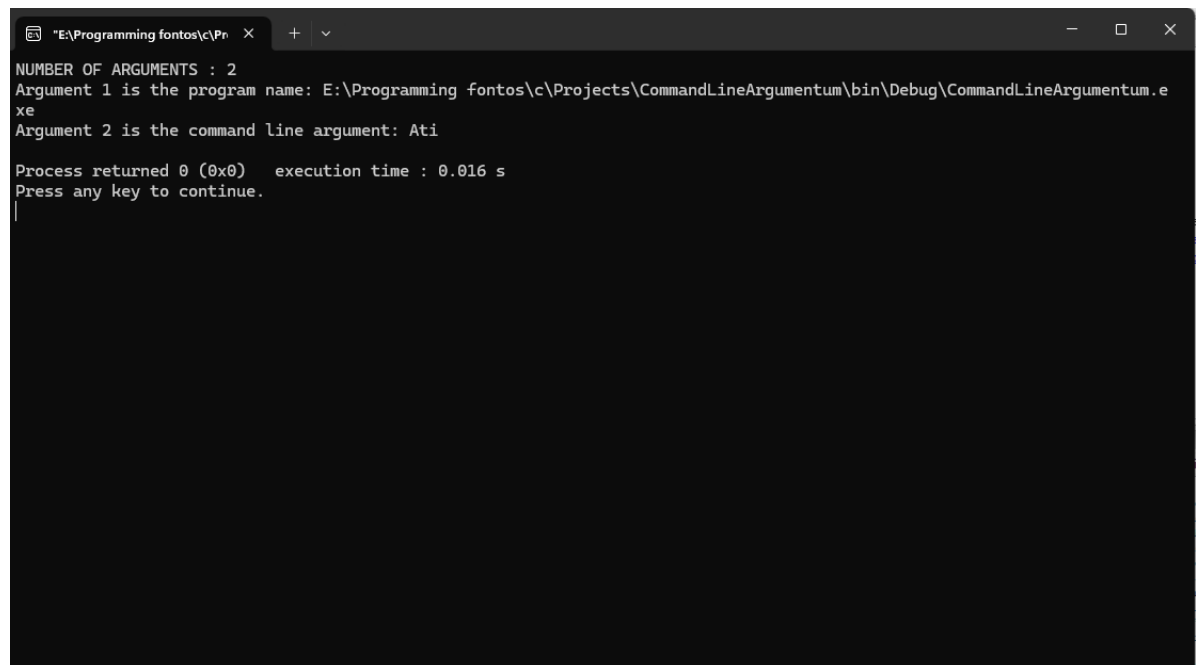 "E:\Programming fontos\c\Pr
NUMBER OF ARGUMENTS : 2
Argument 1 is the program name: E:\Programming fontos\c\Projects\CommandLineArgumentum\bin\Debug\CommandLineArgumentum.e
xe
Argument 2 is the command line argument: Ati
Process returned 0 (0x0)   execution time : 0.016 s
Press any key to continue.